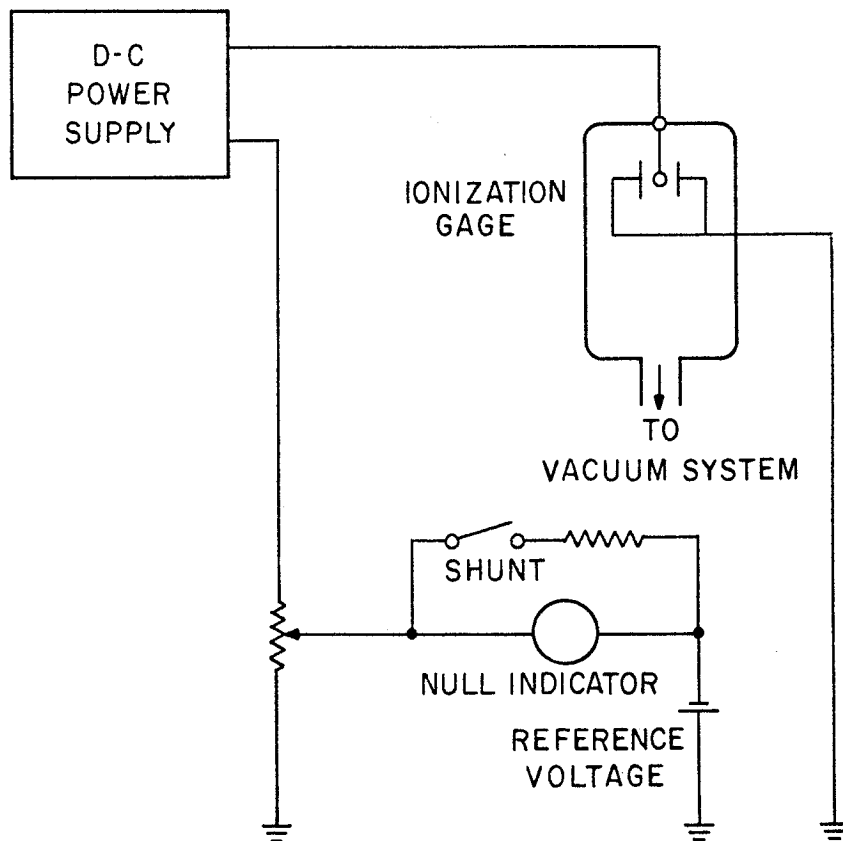 D-C
POWER
SUPPLY
IONIZATION
GAGE
TO
VACUUM SYSTEM
SHUNT
NULL INDICATOR
REFERENCE
VOLTAGE